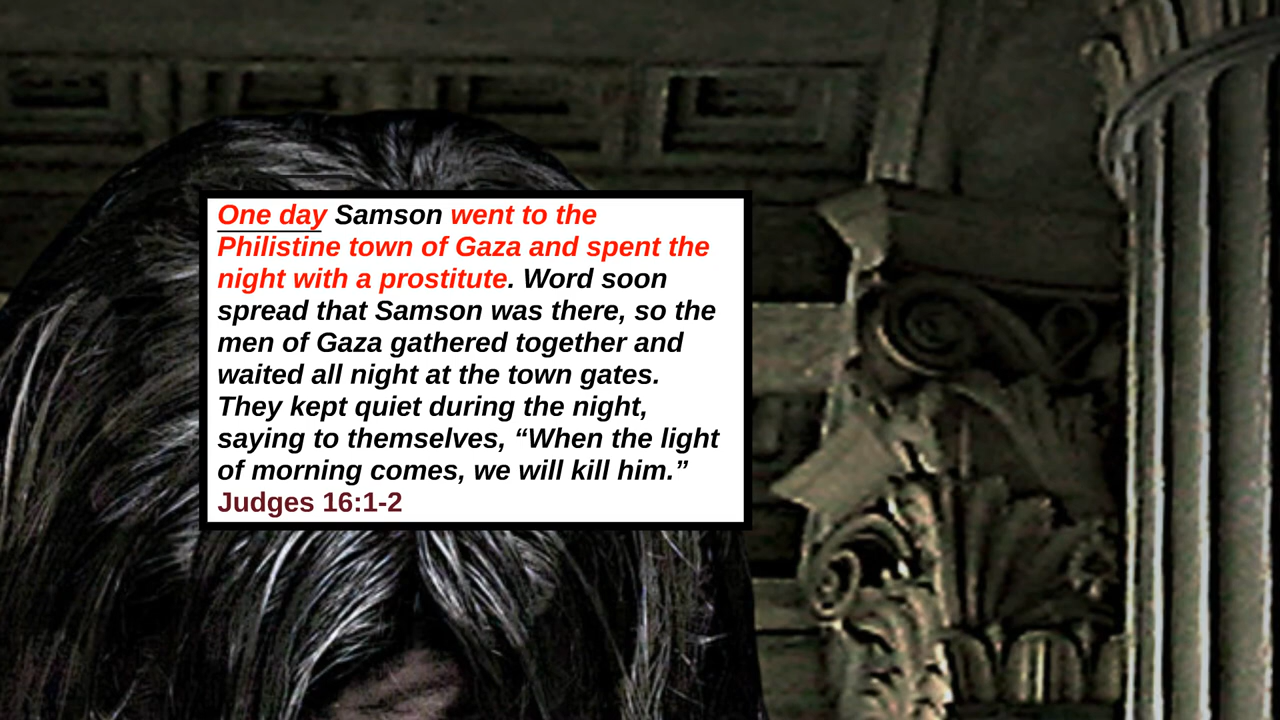 One day Samson went to the
Philistine town of Gaza and spent the
night with a prostitute. Word soon
spread that Samson was there, so the
men of Gaza gathered together and
waited all night at the town gates.
They kept quiet during the night,
saying to themselves, “When the light
of morning comes, we will kill him.”
Judges 16:1-2